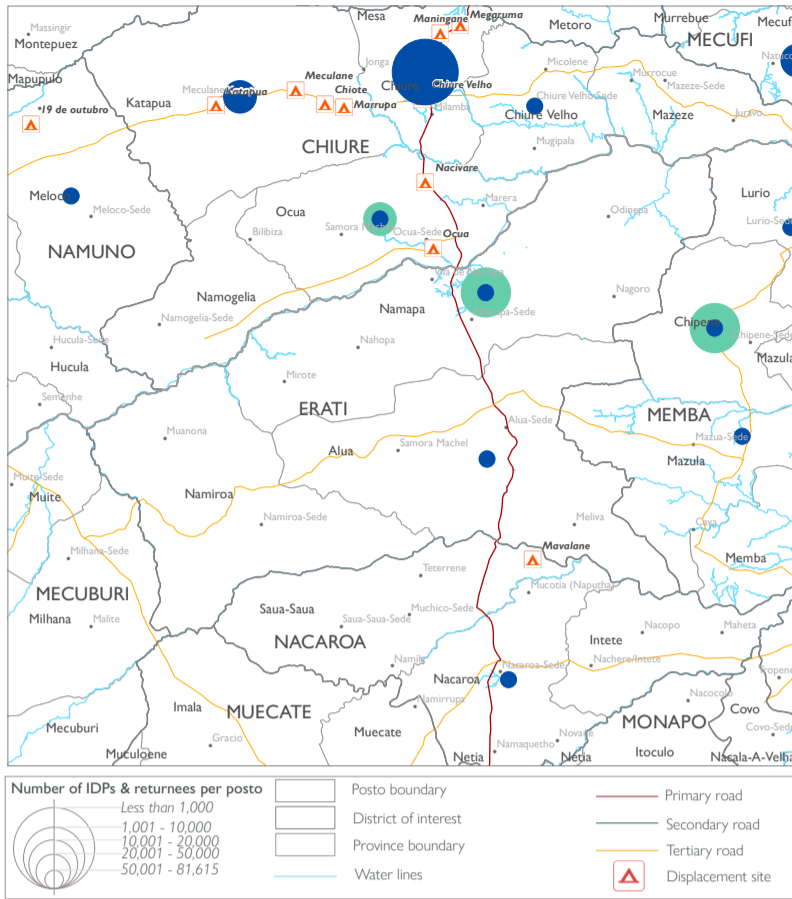 Massingir
Montepuez
Mesa
Maningane
Megaruma
Metoro
Murrebue
Mecuf
MECUFI
Jonga
Micolene
Natuco
Mapupulo
Meculane
Chiure
Chiure Velho
Murrocue
Mazeze-Sede
19 de outubro
Katapua
Meculane
Katapua
Chiote
Marrupa
Milamba
Chiure Velho-Sede
Chiure Velho
Mazeze
Juravo
CHIURE
Mugipala
Nacivare
Meloco
Meloco-Sede
Ocua
Marera
Lurio
Samora Machel
Ocua-Sede
Ocua
Odinepa
Lurio-Sede
Bilibiza
NAMUNO
Namogelia
Nagoro
Namapa
Namapa-Sede
Namogelia-Sede
Chipene
Chipene-Sede
Hucula-Sede
Nahopa
Mazula
Hucula
Mirote
Semenhe
ERATI
MEMBA
Alua-Sede
Muanona
Samora Machel
Mazua-Sede
Alua
Mazula
Muite-Sede
Muite
Namiroa
Namiroa-Sede
Meliva
Cava
Milhana-Sede
Mavalane
Memba
MECUBURI
Teterrene
Mucotia (Naputha)
Saua-Saua
Muchico-Sede
Milhana
Malite
Saua-Saua-Sede
NACAROA
Intete
Nacopo
Maheta
Namile
Nacaroa-Sede
Nachere/Intete
Nacaroa
Imala
MUECATE
Namirrupa
Nacocolo
Covo
MONAPO
Mecuburi
Gracio
Muecate
Novane
Covo-Sede
Muculoene
Netia
Namaquetho
Netia
Itoculo
Nacala-A-Velha
Number of IDPs & returnees per posto
Less than 1,000
1,001 - 10,000
10,001 - 20,000
20,001 - 50,000
50,001 - 81,615
Posto boundary
District of interest
Province boundary
Water lines
Primary road
Secondary road
Tertiary road
Displacement site